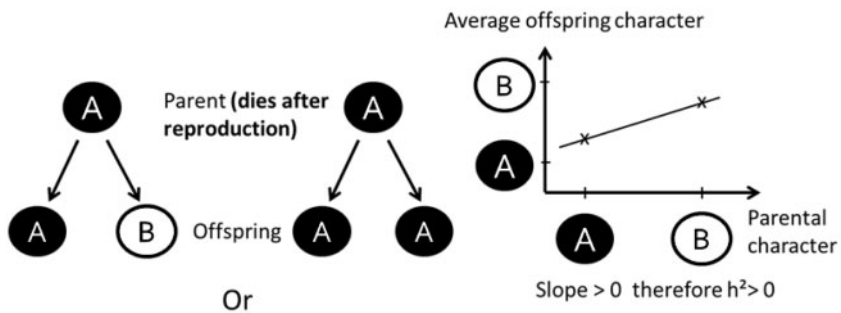 Average offspring character
A
Parent (dies after
reproduction)
A
B
A
A
B
Offspring
A
A
A
B
Parental
character
Slope > 0 therefore h²> 0
Or